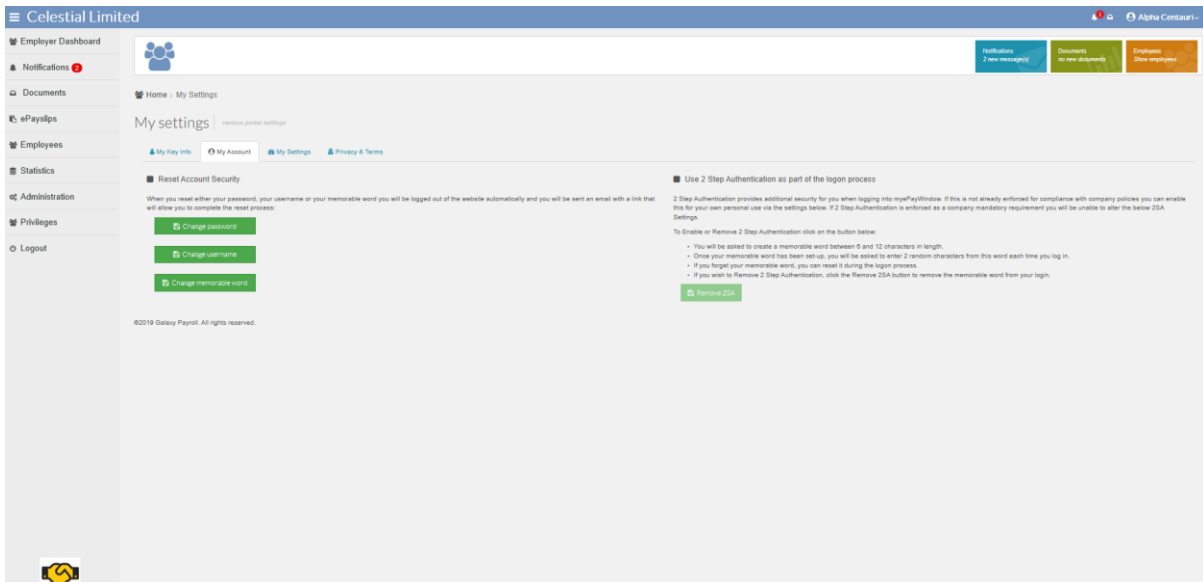 Celestial Limited
2
Alpha Centauri
Employer Dashboard
Notifications 2
Documents
ePayslips
Employees
Statistics
Administration
Privileges
Logout
Notifications
2 new message(s)
Documents
no new documents
Employees
Show employees
Home › My Settings
My settings various portal settings
My Key Info My Account My Settings Privacy & Terms
Reset Account Security
When you reset either your password, your username or your memorable word you will be logged out of the website automatically and you will be sent an email with a link that
will allow you to complete the reset process:
Change password
Change username
Change memorable word
Use 2 Step Authentication as part of the logon process
2 Step Authentication provides additional security for you when logging into myePayWindow. If this is not already enforced for compliance with company policies you can enable
this for your own personal use via the settings below. If 2 Step Authentication is enforced as a company mandatory requirement you will be unable to alter the below 2SA
Settings.
To Enable or Remove 2 Step Authentication click on the button below:
• You will be asked to create a memorable word between 6 and 12 characters in length.
• Once your memorable word has been set-up, you will be asked to enter 2 random characters from this word each time you log in.
• If you forget your memorable word, you can reset it during the logon process.
• If you wish to Remove 2 Step Authentication, click the Remove 2SA button to remove the memorable word from your login.
Remove 2SA
©2019 Galaxy Payroll. All rights reserved.